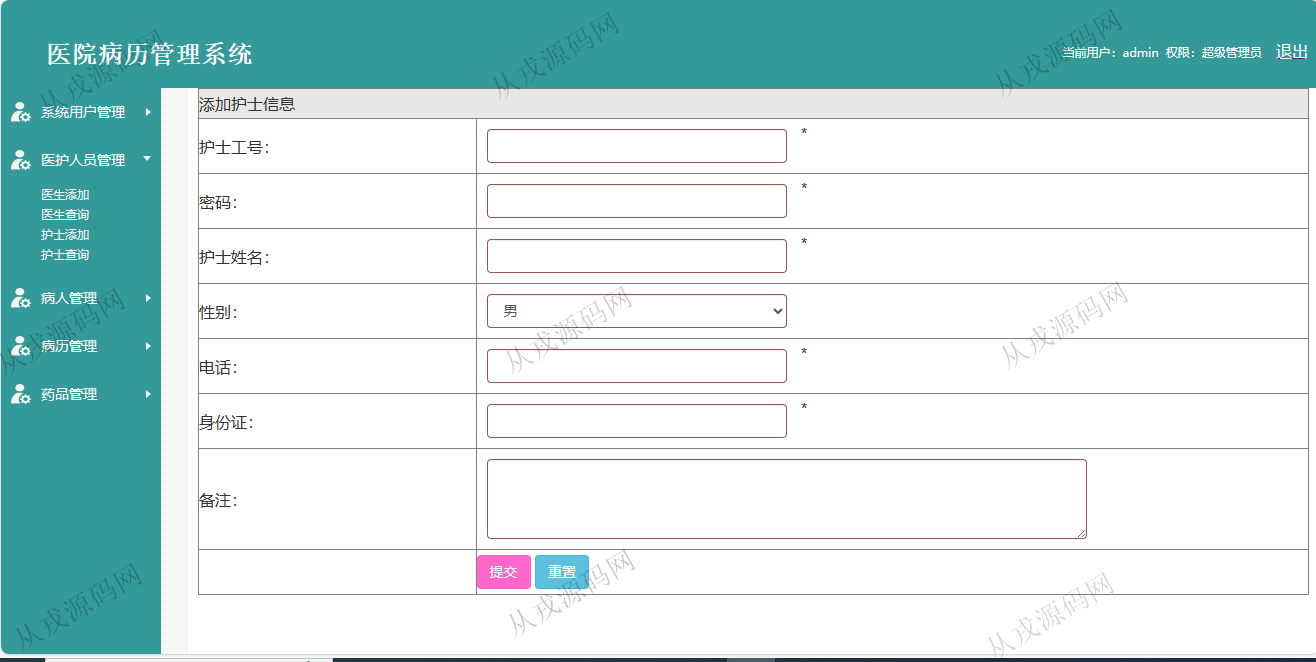 医院病历管理系统
当前用户：admin 权限：超级管理员 退出
系统用户管理
医护人员管理
医生添加
医生查询
护士添加
护士查询
病人管理
病历管理
药品管理
添加护士信息
护士工号： *
密码： *
护士姓名： *
性别： 男
电话： *
身份证： *
备注：
提交 重置
从戎源码网
从戎源码网
从戎源码网
从戎源码网
从戎源码网
从戎源码网
从戎源码网
从戎源码网
从戎源码网